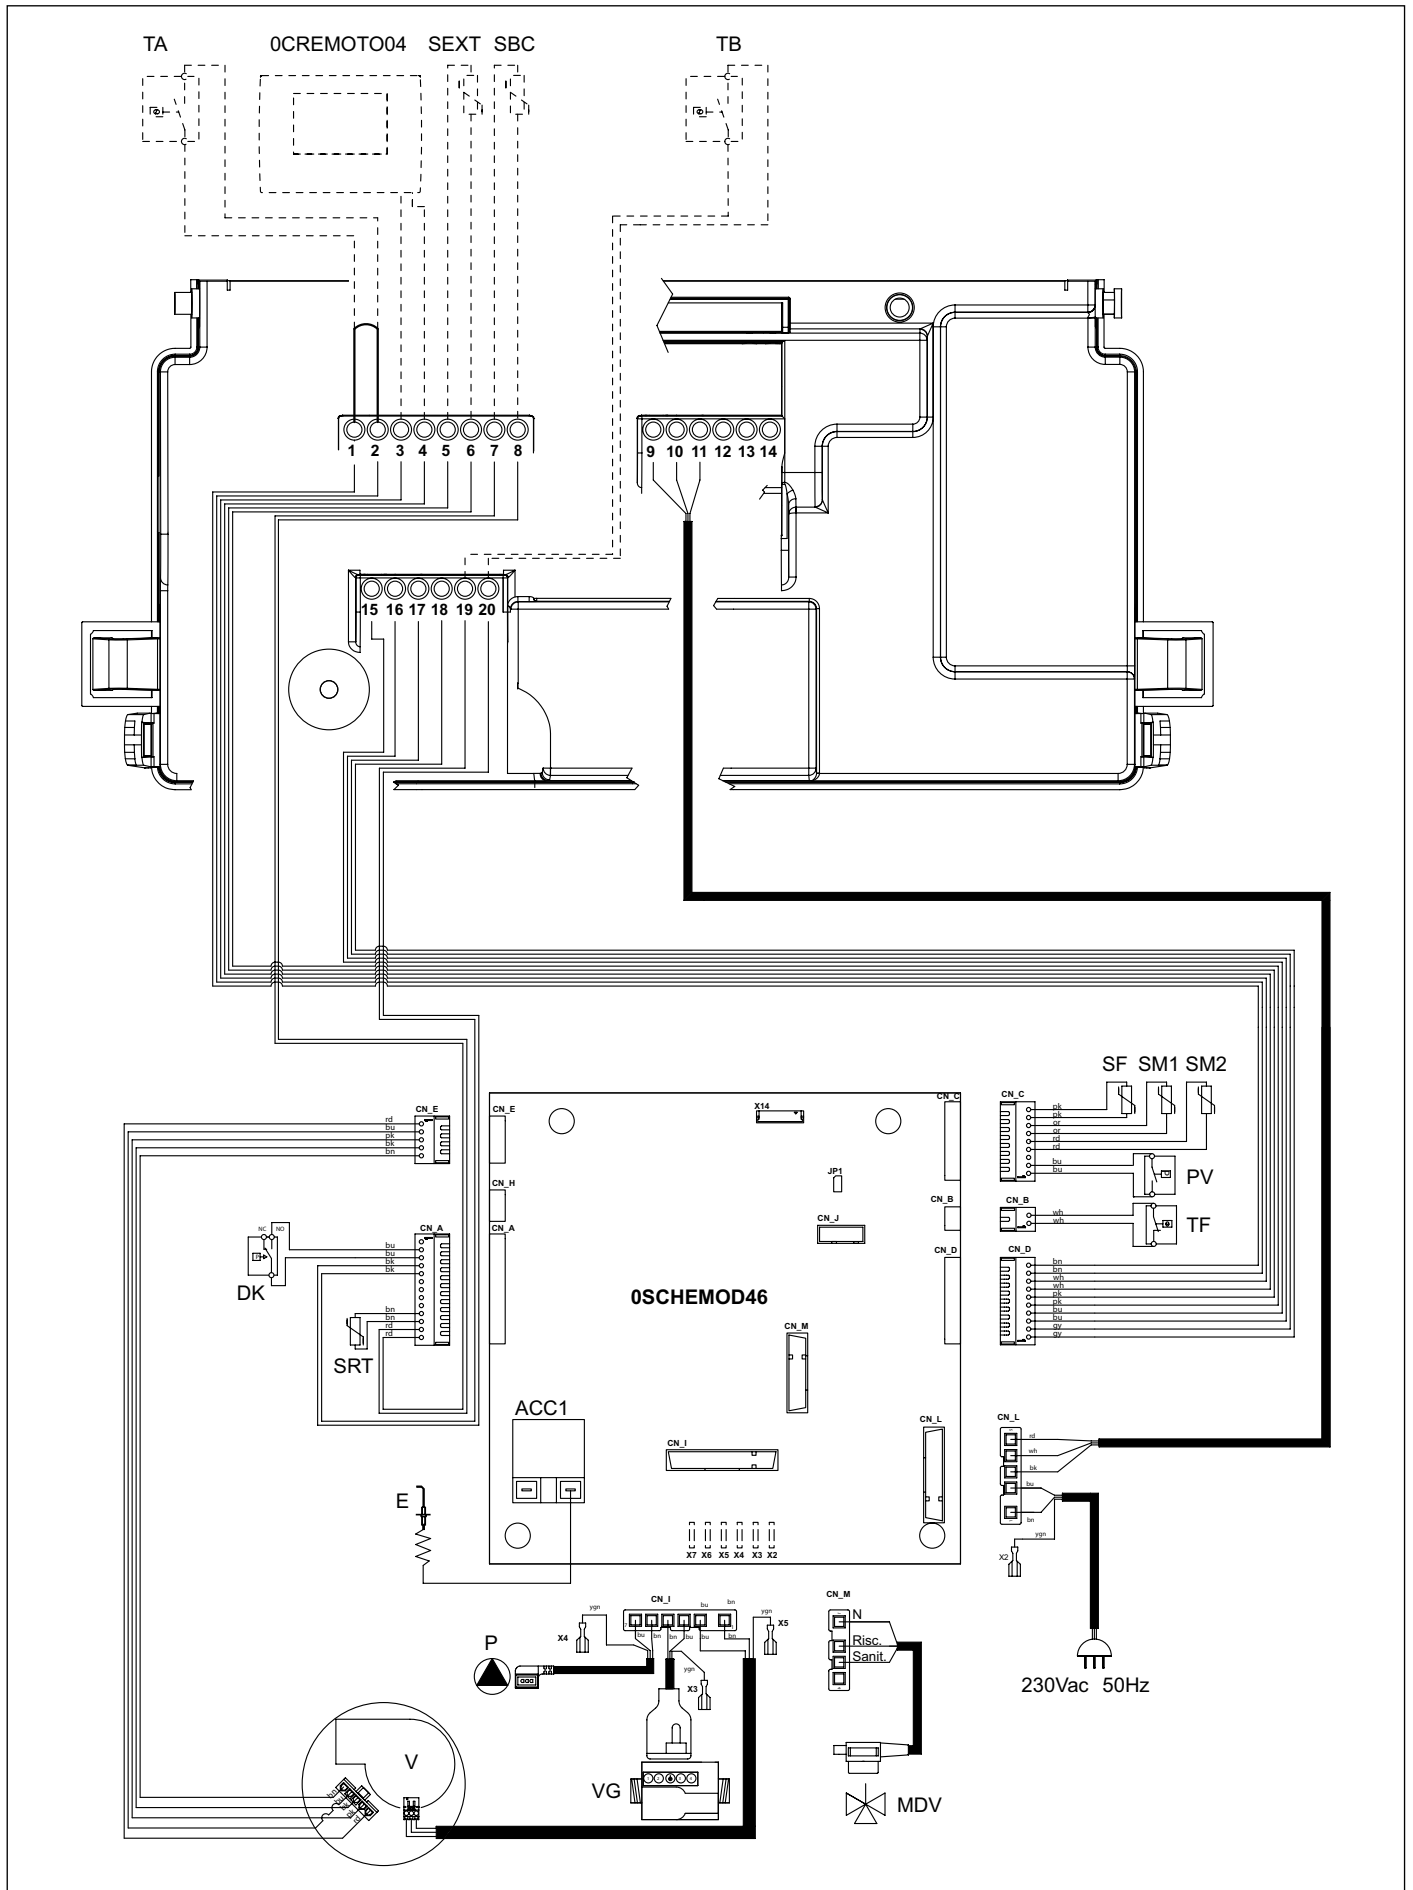 TA 0CREMOTO04 SEXT SBC TB
1 2 3 4 5 6 7 8
9 10 11 12 13 14
15 16 17 18 19 20
SF SM1 SM2
CN_E
rd
bu
pk
bk
bn
CN_E
X14
CN_C
CN_C
pk
pk
or
or
rd
rd
bu
bu
PV
CN_H
JP1
CN_B
CN_B
wh
wh
TF
NC NO
DK
CN_A
bu
bu
bk
bk
bn
bn
rd
rd
SRT
CN_A
CN_J
CN_D
CN_D
bn
bn
wh
wh
pk
pk
bu
bu
gy
gy
0SCHEMOD46
CN_M
ACC1
CN_I
CN_L
CN_L
rd
wh
bk
bu
bn
ygn
X2
E
X7 X6 X5 X4 X3 X2
230Vac 50Hz
CN_I
bu bn
ygn
ygn
X4
X5
bu bn bn bu bu bn
P
ygn
X3
CN_M
N
Risc.
Sanit.
V
bn
bu
bk
pk
rd
VG
MDV